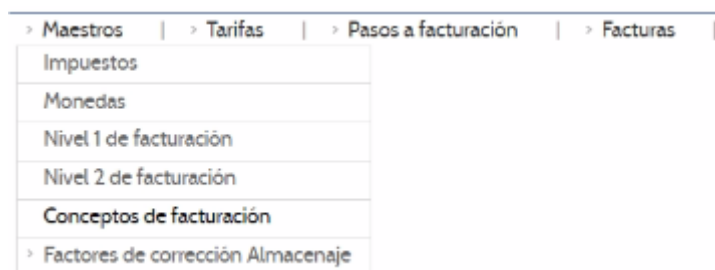 > Maestros | > Tarifas | > Pasos a facturación | > Facturas |
Impuestos
Monedas
Nivel 1 de facturación
Nivel 2 de facturación
Conceptos de facturación
> Factores de corrección Almacenaje